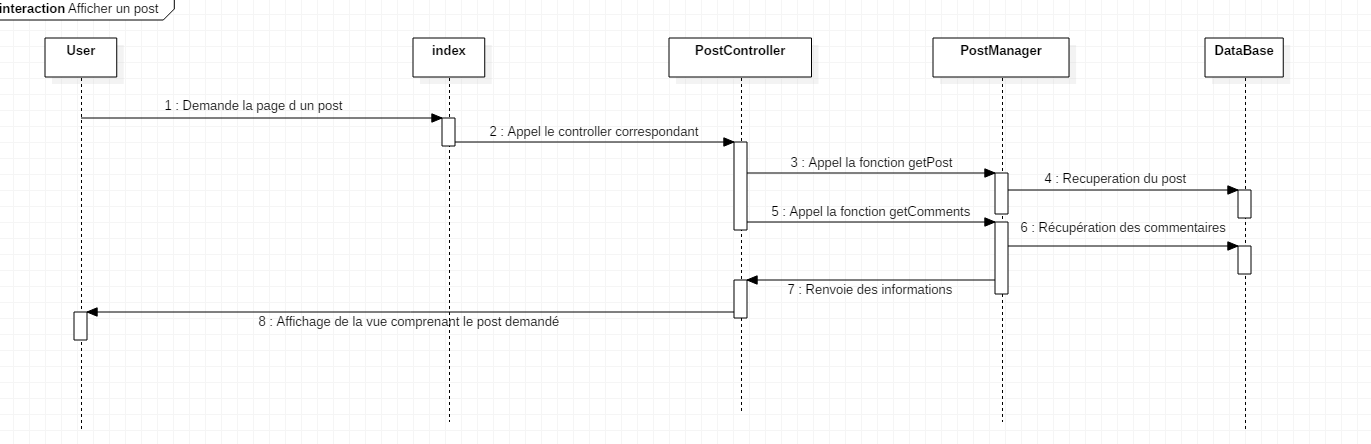 interaction Afficher un post
User
index
PostController
PostManager
DataBase
1 : Demande la page d un post
2 : Appel le controller correspondant
3 : Appel la fonction getPost
4 : Recuperation du post
5 : Appel la fonction getComments
6 : Récupération des commentaires
7 : Renvoie des informations
8 : Affichage de la vue comprenant le post demandé